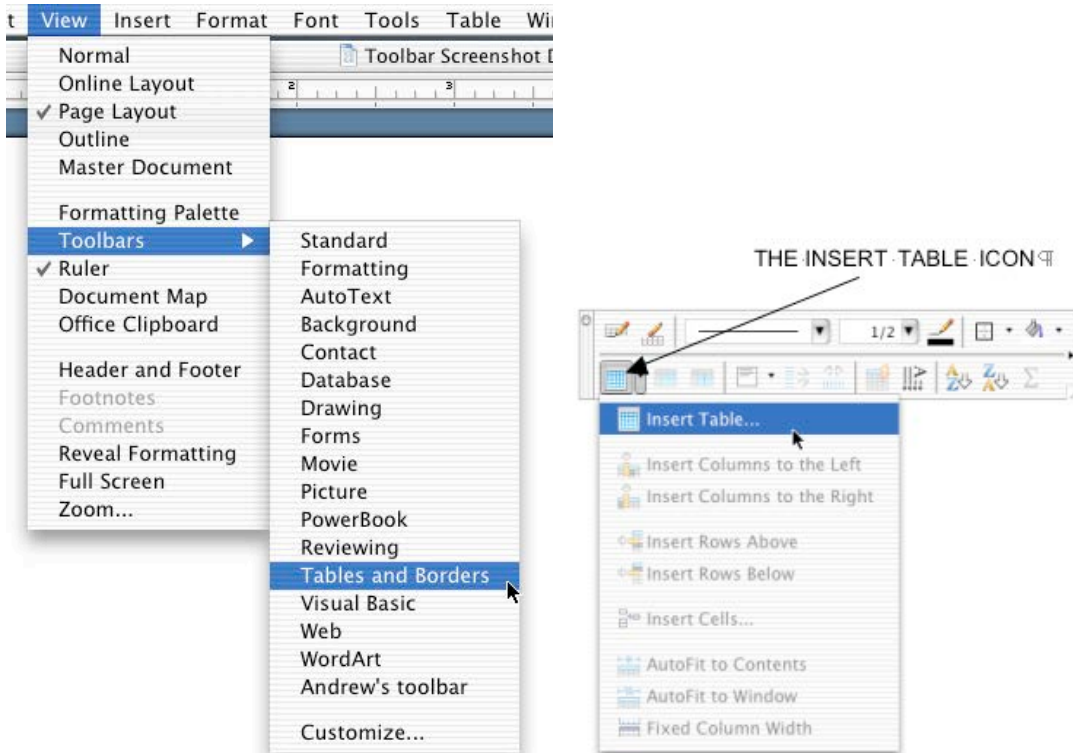 t View Insert Format Font Tools Table Wi
Toolbar Screenshot D
2 3
Normal
Online Layout
✓ Page Layout
Outline
Master Document
Formatting Palette
Toolbars
✓ Ruler
Document Map
Office Clipboard
Header and Footer
Footnotes
Comments
Reveal Formatting
Full Screen
Zoom...
Standard
Formatting
AutoText
Background
Contact
Database
Drawing
Forms
Movie
Picture
PowerBook
Reviewing
Tables and Borders
Visual Basic
Web
WordArt
Andrew's toolbar
Customize...
THE·INSERT·TABLE·ICON¶
1/2
Insert Table...
Insert Columns to the Left
Insert Columns to the Right
Insert Rows Above
Insert Rows Below
Insert Cells...
AutoFit to Contents
AutoFit to Window
Fixed Column Width